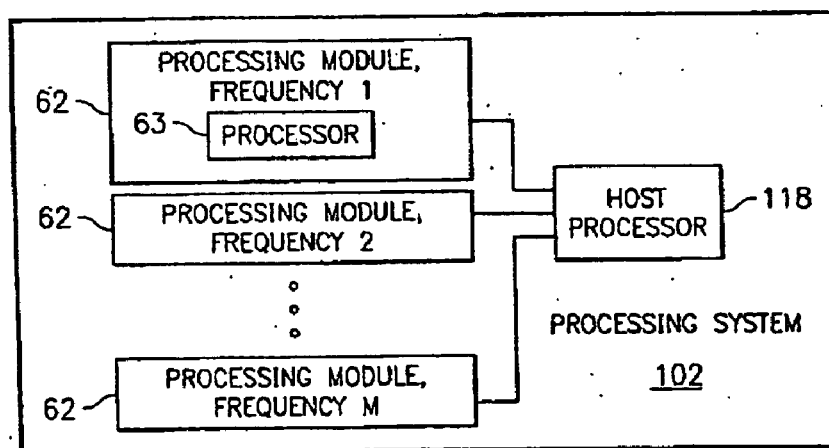 PROCESSING MODULE,
FREQUENCY 1
62
63
PROCESSOR
62
PROCESSING MODULE,
FREQUENCY 2
HOST
PROCESSOR
118
PROCESSING SYSTEM
102
62
PROCESSING MODULE,
FREQUENCY M